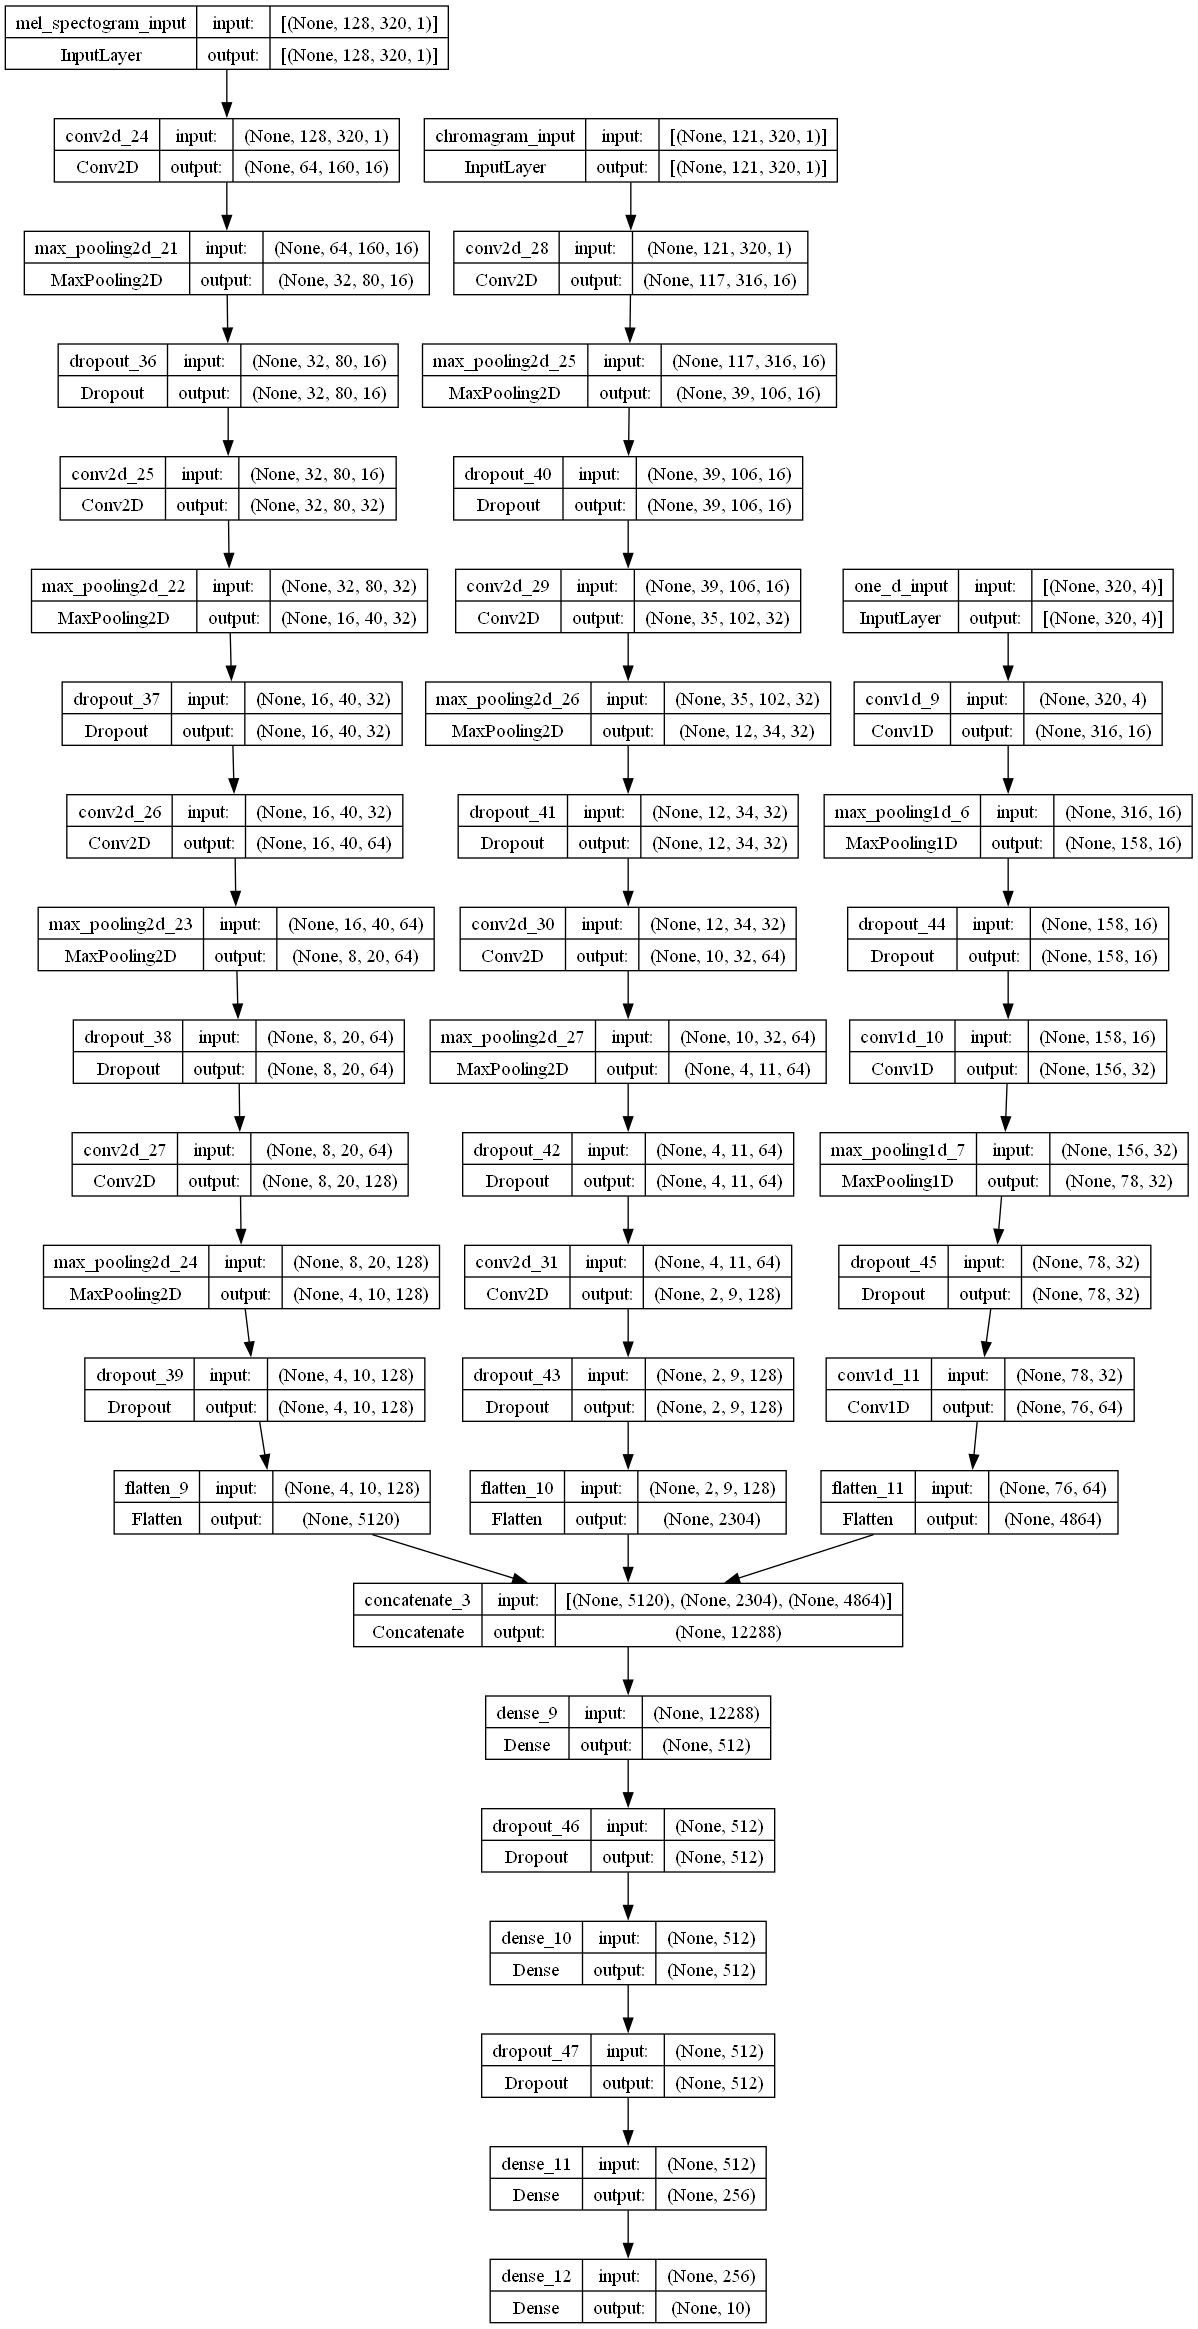 mel_spectogram_input input: [(None, 128, 320, 1)]
InputLayer output: [(None, 128, 320, 1)]
conv2d_24 input: (None, 128, 320, 1)
Conv2D output: (None, 64, 160, 16)
max_pooling2d_21 input: (None, 64, 160, 16)
MaxPooling2D output: (None, 32, 80, 16)
dropout_36 input: (None, 32, 80, 16)
Dropout output: (None, 32, 80, 16)
conv2d_25 input: (None, 32, 80, 16)
Conv2D output: (None, 32, 80, 32)
max_pooling2d_22 input: (None, 32, 80, 32)
MaxPooling2D output: (None, 16, 40, 32)
dropout_37 input: (None, 16, 40, 32)
Dropout output: (None, 16, 40, 32)
conv2d_26 input: (None, 16, 40, 32)
Conv2D output: (None, 16, 40, 64)
max_pooling2d_23 input: (None, 16, 40, 64)
MaxPooling2D output: (None, 8, 20, 64)
dropout_38 input: (None, 8, 20, 64)
Dropout output: (None, 8, 20, 64)
conv2d_27 input: (None, 8, 20, 64)
Conv2D output: (None, 8, 20, 128)
max_pooling2d_24 input: (None, 8, 20, 128)
MaxPooling2D output: (None, 4, 10, 128)
dropout_39 input: (None, 4, 10, 128)
Dropout output: (None, 4, 10, 128)
flatten_9 input: (None, 4, 10, 128)
Flatten output: (None, 5120)
chromagram_input input: [(None, 121, 320, 1)]
InputLayer output: [(None, 121, 320, 1)]
conv2d_28 input: (None, 121, 320, 1)
Conv2D output: (None, 117, 316, 16)
max_pooling2d_25 input: (None, 117, 316, 16)
MaxPooling2D output: (None, 39, 106, 16)
dropout_40 input: (None, 39, 106, 16)
Dropout output: (None, 39, 106, 16)
conv2d_29 input: (None, 39, 106, 16)
Conv2D output: (None, 35, 102, 32)
max_pooling2d_26 input: (None, 35, 102, 32)
MaxPooling2D output: (None, 12, 34, 32)
dropout_41 input: (None, 12, 34, 32)
Dropout output: (None, 12, 34, 32)
conv2d_30 input: (None, 12, 34, 32)
Conv2D output: (None, 10, 32, 64)
max_pooling2d_27 input: (None, 10, 32, 64)
MaxPooling2D output: (None, 4, 11, 64)
dropout_42 input: (None, 4, 11, 64)
Dropout output: (None, 4, 11, 64)
conv2d_31 input: (None, 4, 11, 64)
Conv2D output: (None, 2, 9, 128)
dropout_43 input: (None, 2, 9, 128)
Dropout output: (None, 2, 9, 128)
flatten_10 input: (None, 2, 9, 128)
Flatten output: (None, 2304)
one_d_input input: [(None, 320, 4)]
InputLayer output: [(None, 320, 4)]
conv1d_9 input: (None, 320, 4)
Conv1D output: (None, 316, 16)
max_pooling1d_6 input: (None, 316, 16)
MaxPooling1D output: (None, 158, 16)
dropout_44 input: (None, 158, 16)
Dropout output: (None, 158, 16)
conv1d_10 input: (None, 158, 16)
Conv1D output: (None, 156, 32)
max_pooling1d_7 input: (None, 156, 32)
MaxPooling1D output: (None, 78, 32)
dropout_45 input: (None, 78, 32)
Dropout output: (None, 78, 32)
conv1d_11 input: (None, 78, 32)
Conv1D output: (None, 76, 64)
flatten_11 input: (None, 76, 64)
Flatten output: (None, 4864)
concatenate_3 input: [(None, 5120), (None, 2304), (None, 4864)]
Concatenate output: (None, 12288)
dense_9 input: (None, 12288)
Dense output: (None, 512)
dropout_46 input: (None, 512)
Dropout output: (None, 512)
dense_10 input: (None, 512)
Dense output: (None, 512)
dropout_47 input: (None, 512)
Dropout output: (None, 512)
dense_11 input: (None, 512)
Dense output: (None, 256)
dense_12 input: (None, 256)
Dense output: (None, 10)